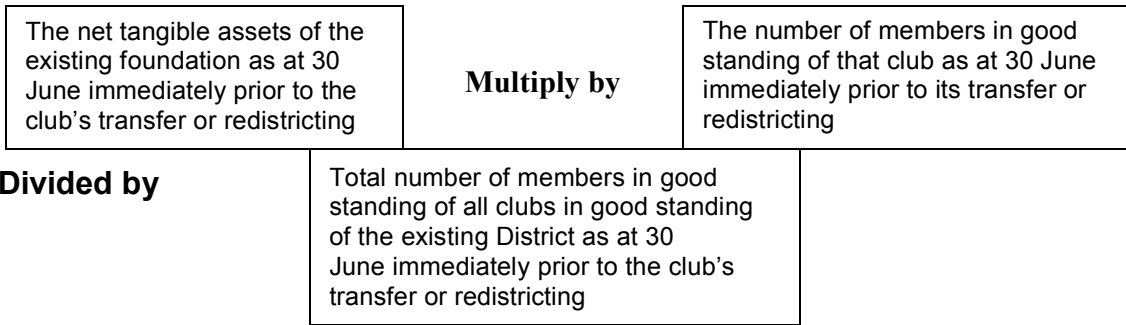 The net tangible assets of the
existing foundation as at 30
June immediately prior to the
club's transfer or redistricting
Multiply by
The number of members in good
standing of that club as at 30 June
immediately prior to its transfer or
redistricting
Divided by
Total number of members in good
standing of all clubs in good standing
of the existing District as at 30
June immediately prior to the club's
transfer or redistricting